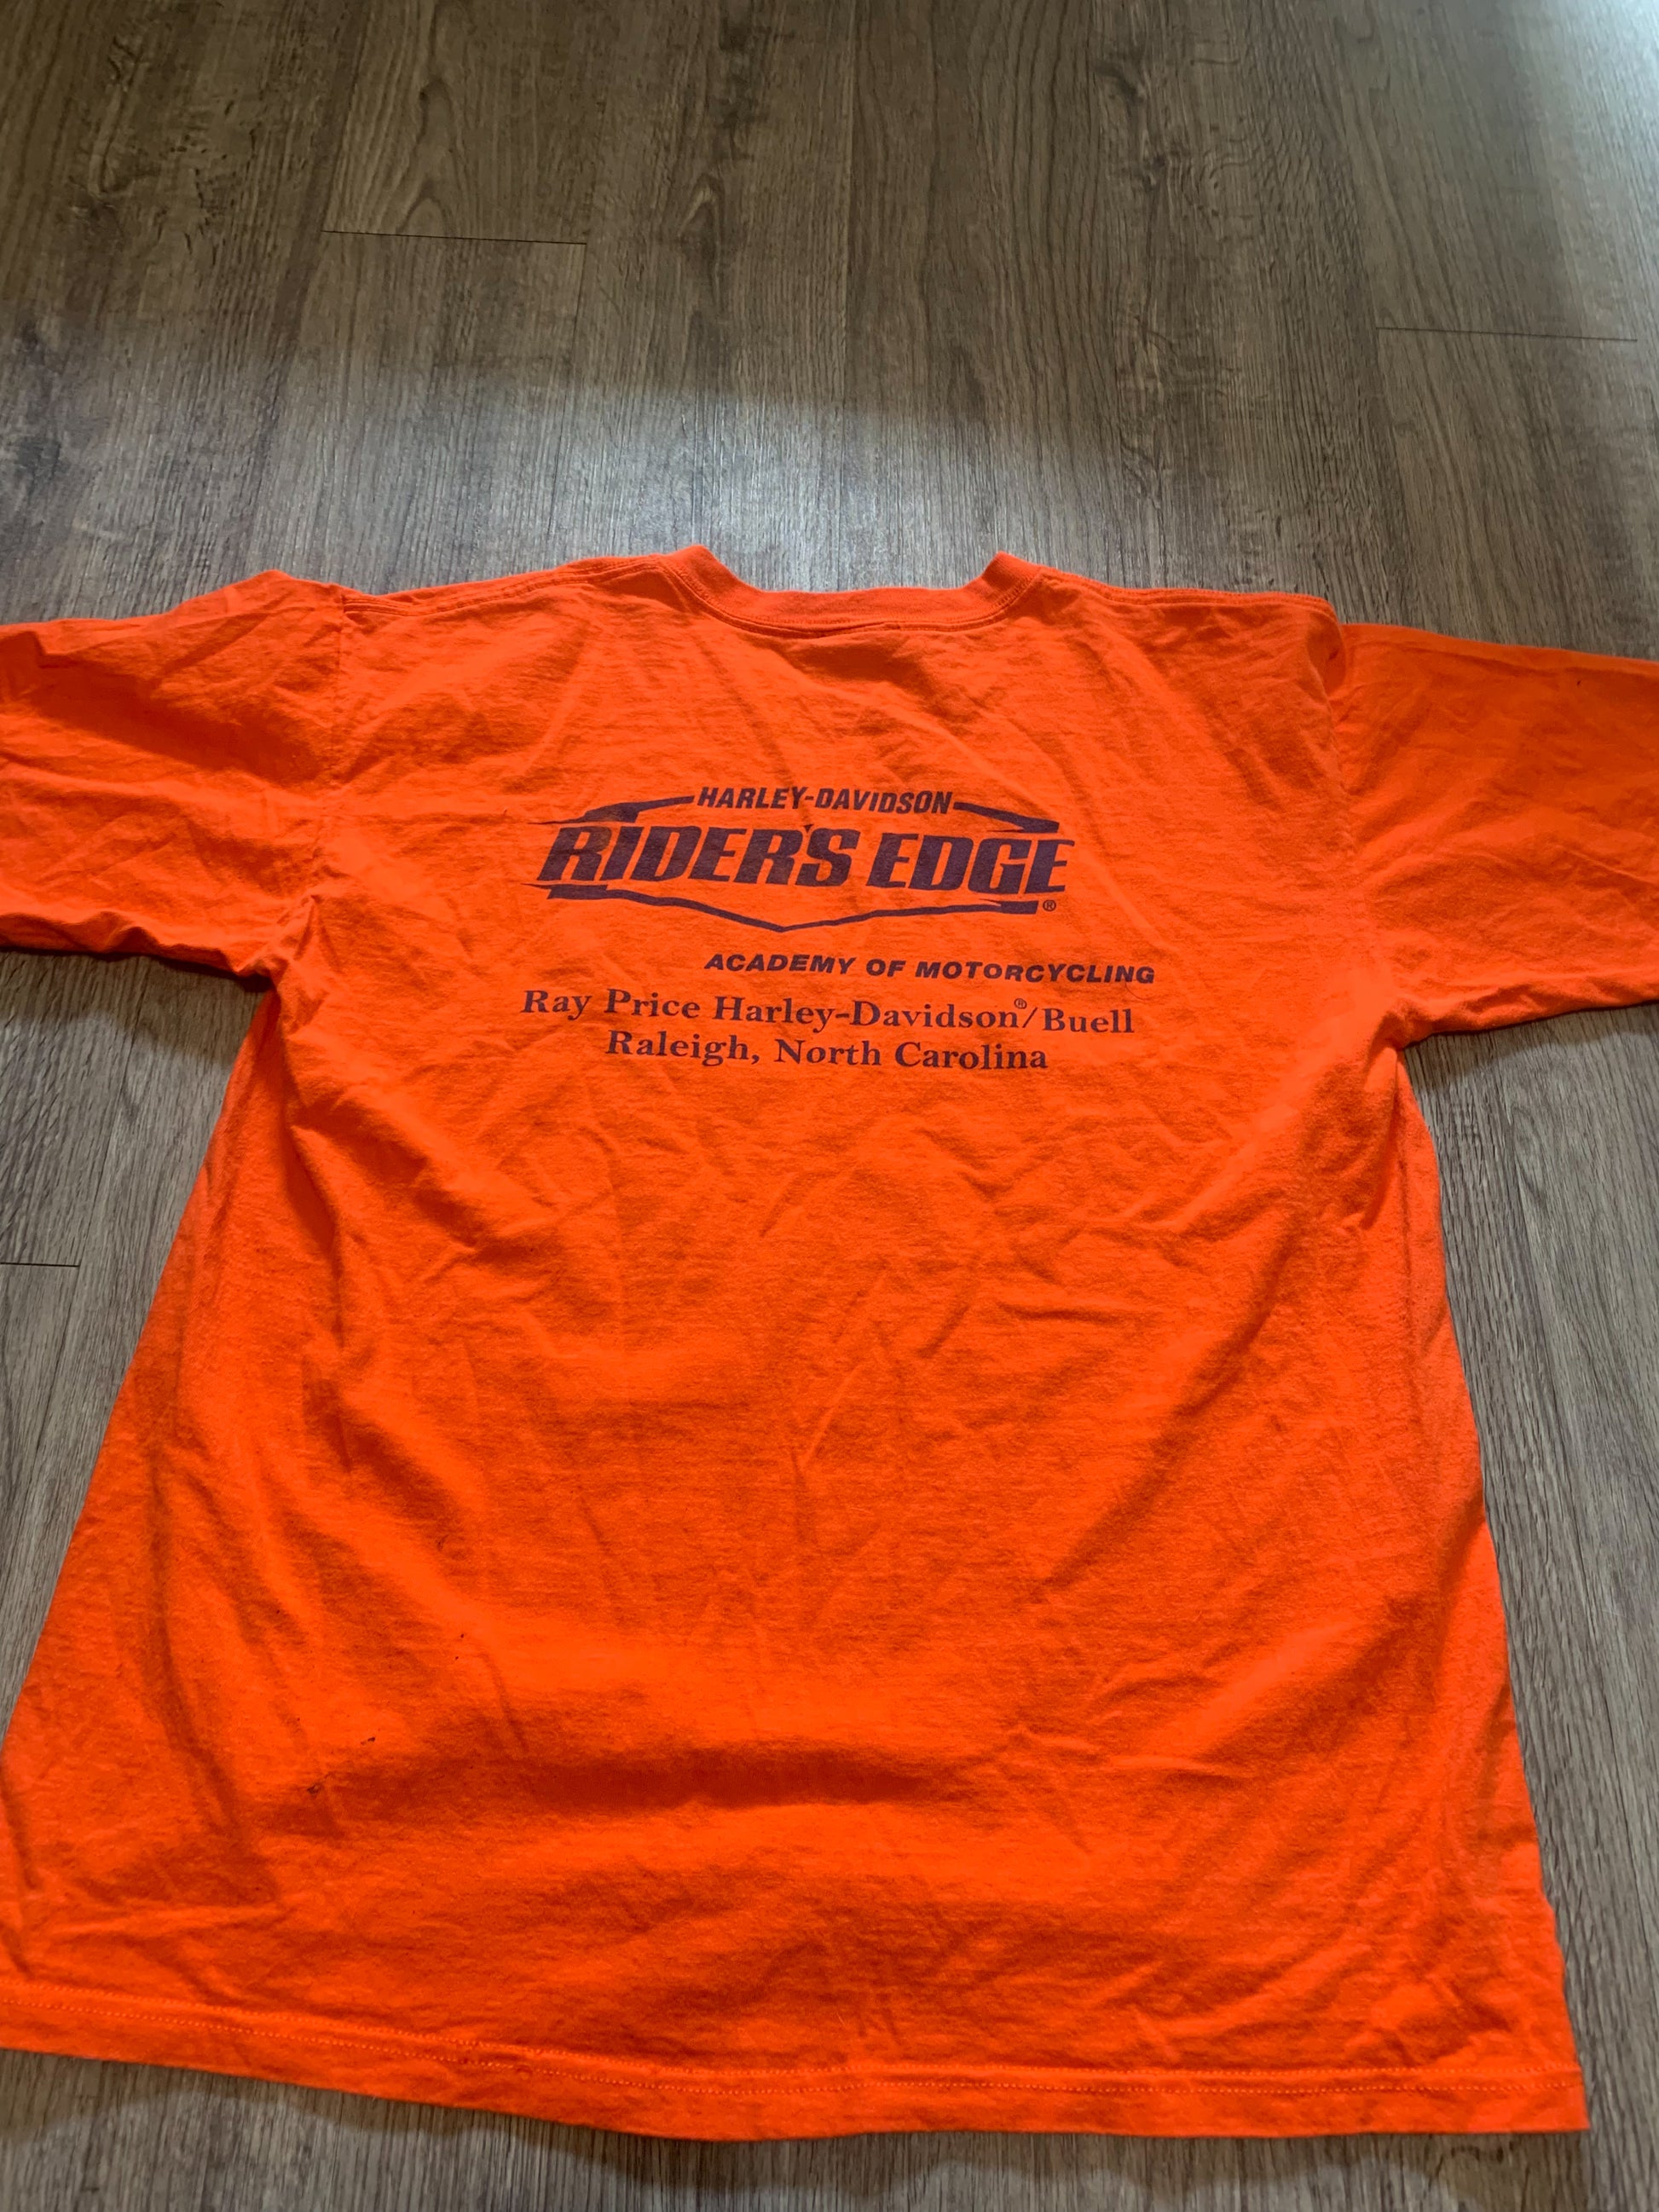 HARLEY-DAVIDSON
RIDER'S EDGE®
ACADEMY OF MOTORCYCLING
Ray Price Harley-Davidson®/Buell
Raleigh, North Carolina